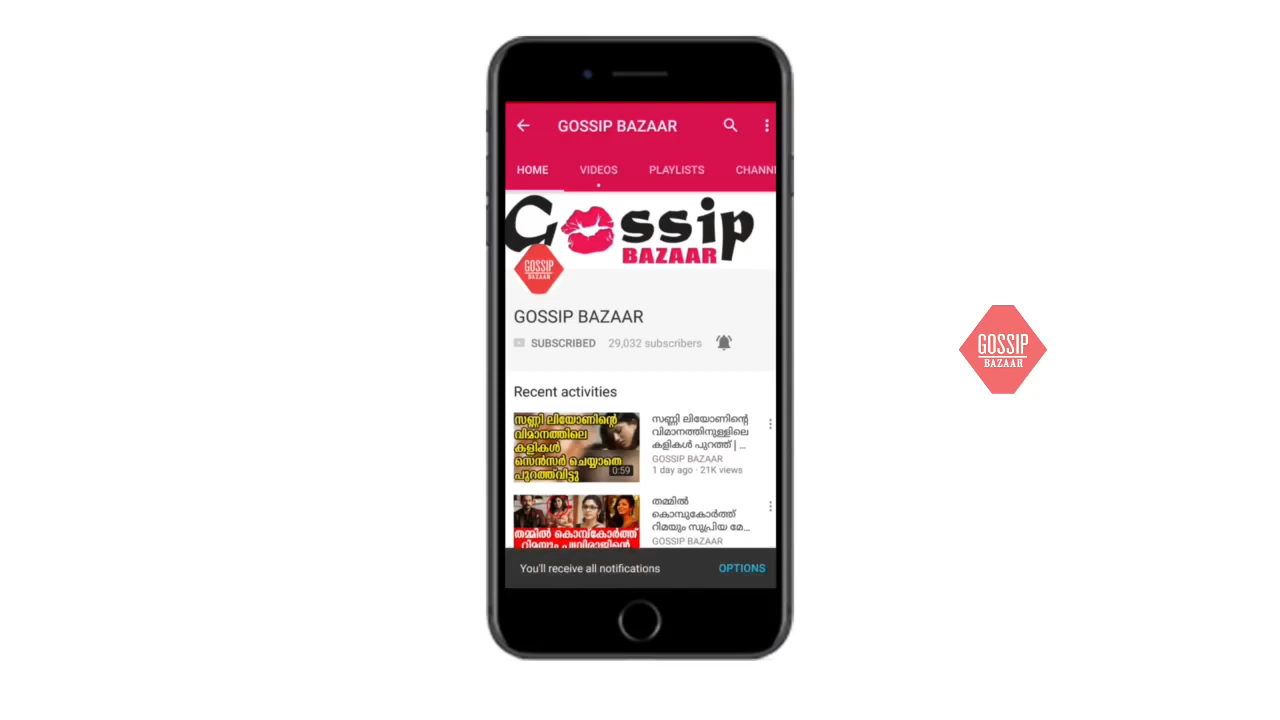 GOSSIP BAZAAR
HOME VIDEOS PLAYLISTS CHANN
Gossip
BAZAAR
GOSSIP
BAZAAR
GOSSIP BAZAAR
SUBSCRIBED 29,032 subscribers
Recent activities
സണ്ണി ലിയോണിന്റെ
വിമാനത്തിലെ
കളികൾ
സെൻസർ ചെയ്യാതെ
പുറത്തുവിട്ടു
0:59
സണ്ണി ലിയോണിന്റെ
വിമാനത്തിനുള്ളിലെ
കളികൾ പുറത്ത് | ...
GOSSIP BAZAAR
1 day ago · 21K views
തമ്മിൽ കൊമ്പ്കോർത്ത്
റിമയും പൃഥ്വിരാജിന്റെ
തമ്മിൽ
കൊമ്പുകോർത്ത്
റിമയും സുപ്രിയ മേ...
GOSSIP BAZAAR
You'll receive all notifications OPTIONS
GOSSIP
BAZAAR